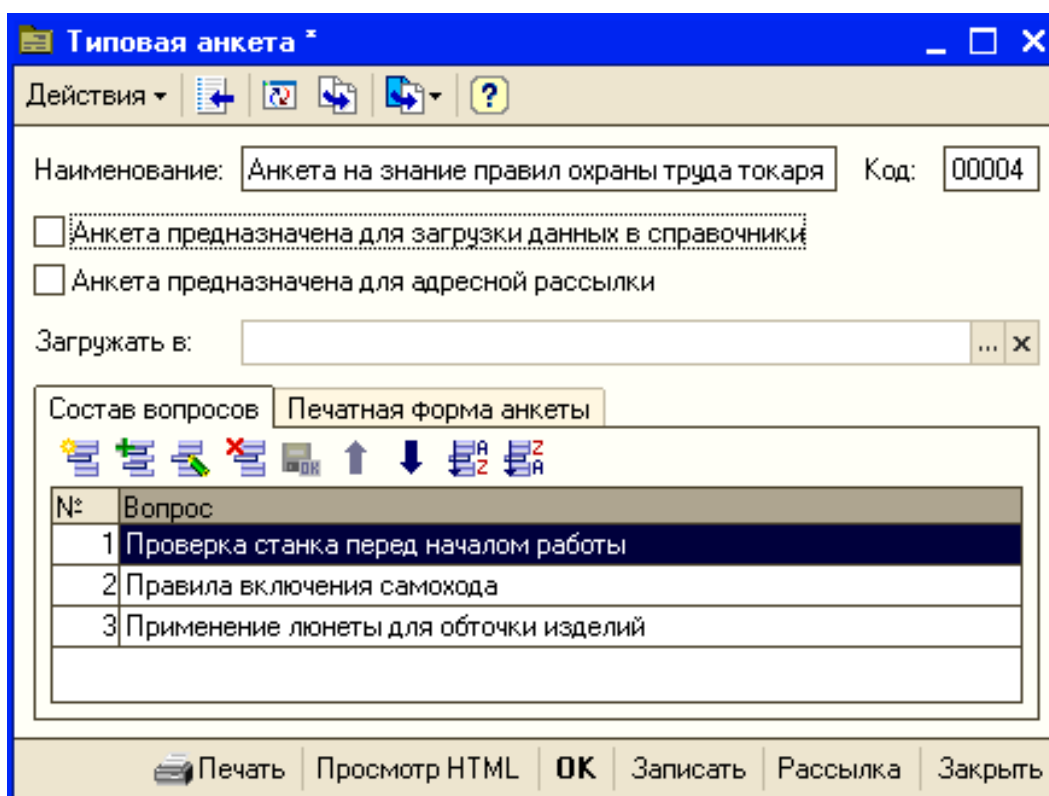 Типовая анкета *
Действия
Наименование: Анкета на знание правил охраны труда токаря Код: 00004
Анкета предназначена для загрузки данных в справочники
Анкета предназначена для адресной рассылки
Загружать в: ... x
Состав вопросов Печатная форма анкеты
№ Вопрос
1 Проверка станка перед началом работы
2 Правила включения самохода
3 Применение люнеты для обточки изделий
Печать Просмотр HTML OK Записать Рассылка Закрыть